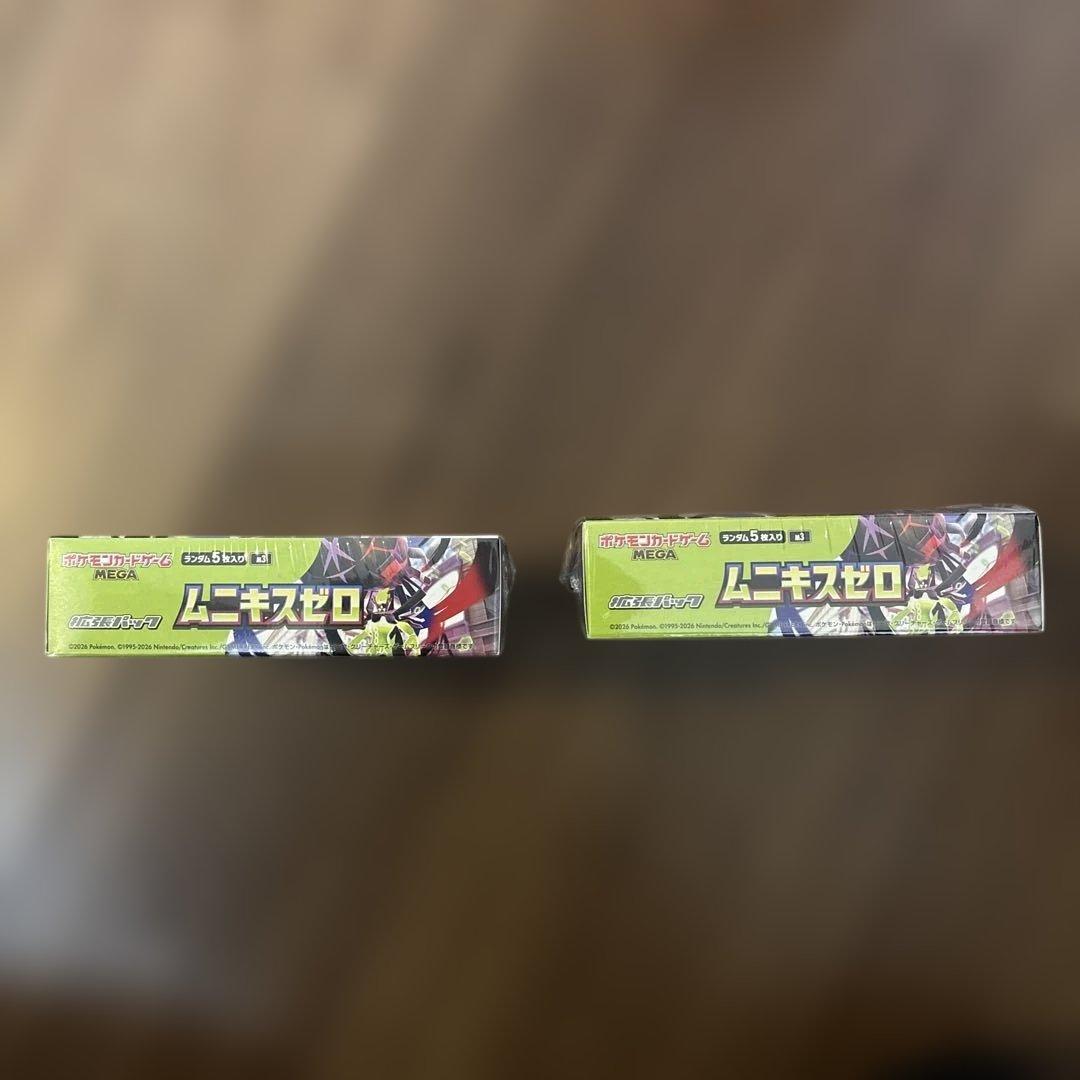 ポケモンカードゲーム
MEGA
ランダム5枚入り
M3
拡張パック
ムニキスゼロ
©2026 Pokémon. ©1995-2026 Nintendo/Creatures Inc./G
ポケモンカードゲーム
MEGA
ランダム5枚入り
M3
拡張パック
ムニキスゼロ
©2026 Pokémon. ©1995-2026 Nintendo/Creatures Inc./G